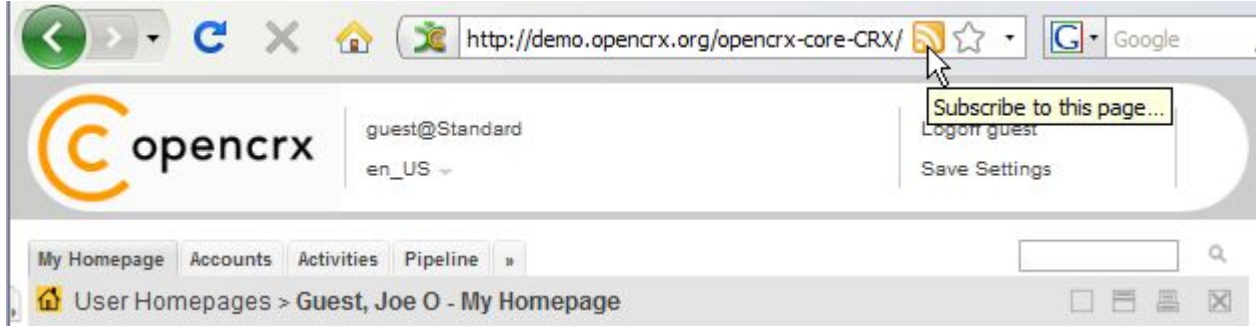 http://demo.opencrx.org/opencrx-core-CRX/ G Google
Subscribe to this page...
opencrx guest@Standard Logoff guest
en_US Save Settings
My Homepage Accounts Activities Pipeline »
User Homepages > Guest, Joe O - My Homepage